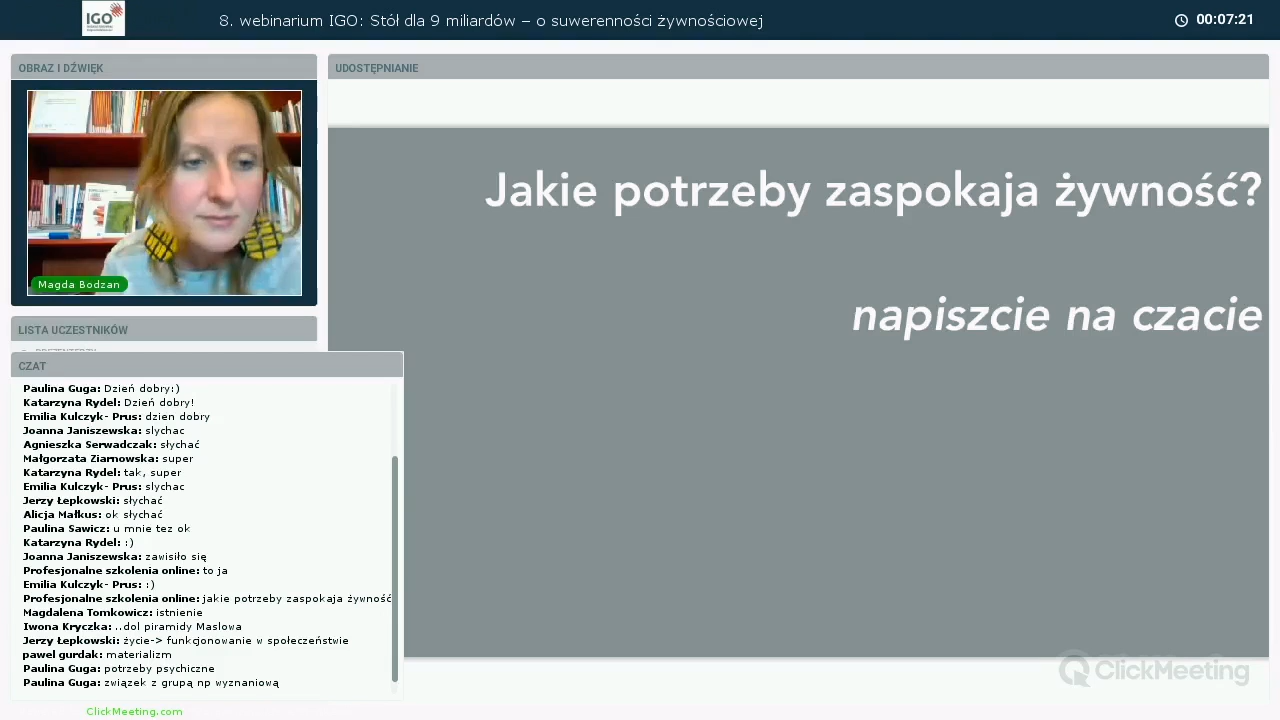 IGO
8. webinarium IGO: Stół dla 9 miliardów – o suwerenności żywnościowej
00:07:21
OBRAZ I DŹWIĘK
UDOSTĘPNIANIE
Magda Bodzan
Jakie potrzeby zaspokaja żywność?
napiszcie na czacie
LISTA UCZESTNIKÓW
CZAT
Paulina Guga: Dzień dobry:)
Katarzyna Rydel: Dzień dobry!
Emilia Kulczyk- Prus: dzien dobry
Joanna Janiszewska: slychac
Agnieszka Serwadczak: słychać
Małgorzata Ziarnowska: super
Katarzyna Rydel: tak, super
Emilia Kulczyk- Prus: slychac
Jerzy Łepkowski: słychać
Alicja Małkus: ok słychać
Paulina Sawicz: u mnie tez ok
Katarzyna Rydel: :)
Joanna Janiszewska: zawisiło się
Profesjonalne szkolenia online: to ja
Emilia Kulczyk- Prus: :)
Profesjonalne szkolenia online: jakie potrzeby zaspokaja żywność
Magdalena Tomkowicz: istnienie
Iwona Kryczka: ..dol piramidy Maslowa
Jerzy Łepkowski: życie-> funkcjonowanie w społeczeństwie
pawel gurdak: materializm
Paulina Guga: potrzeby psychiczne
Paulina Guga: związek z grupą np wyznaniową
ClickMeeting
ClickMeeting.com